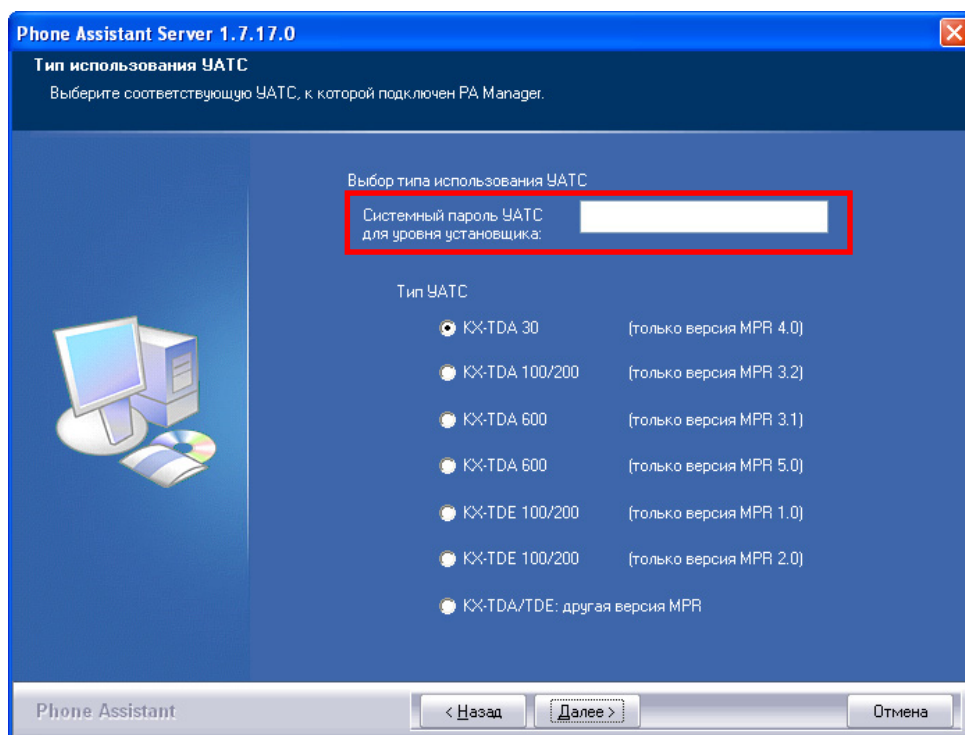 Phone Assistant Server 1.7.17.0
Тип использования УАТС
Выберите соответствующую УАТС, к которой подключен PA Manager.
Выбор типа использования УАТС
Системный пароль УАТС
для уровня установщика:
Тип УАТС
KX-TDA 30 (только версия MPR 4.0)
KX-TDA 100/200 (только версия MPR 3.2)
KX-TDA 600 (только версия MPR 3.1)
KX-TDA 600 (только версия MPR 5.0)
KX-TDE 100/200 (только версия MPR 1.0)
KX-TDE 100/200 (только версия MPR 2.0)
KX-TDA/TDE: другая версия MPR
Phone Assistant
< Назад Далее > Отмена